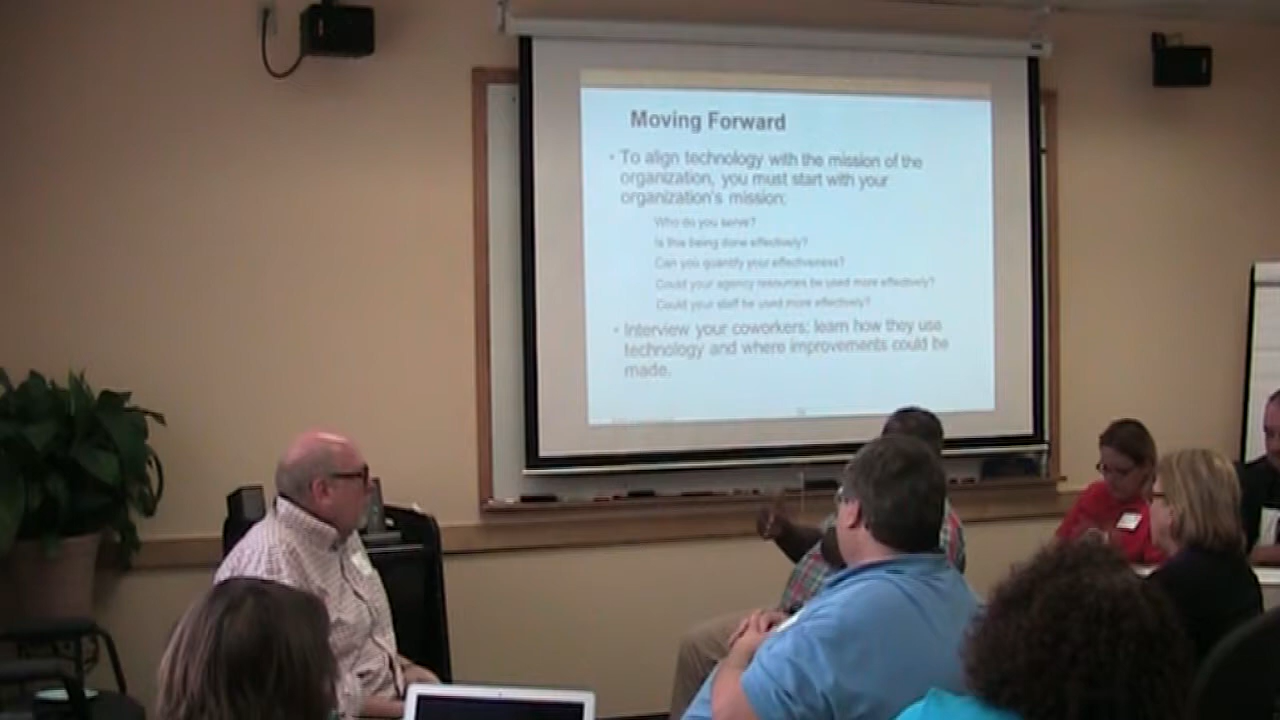 Moving Forward
• To align technology with the mission of the
organization, you must start with your
organization's mission:
Who do you serve?
Is this being done effectively?
Can you quantify your effectiveness?
Could your agency resources be used more effectively?
Could your staff be used more effectively?
• Interview your coworkers; learn how they use
technology and where improvements could be
made.